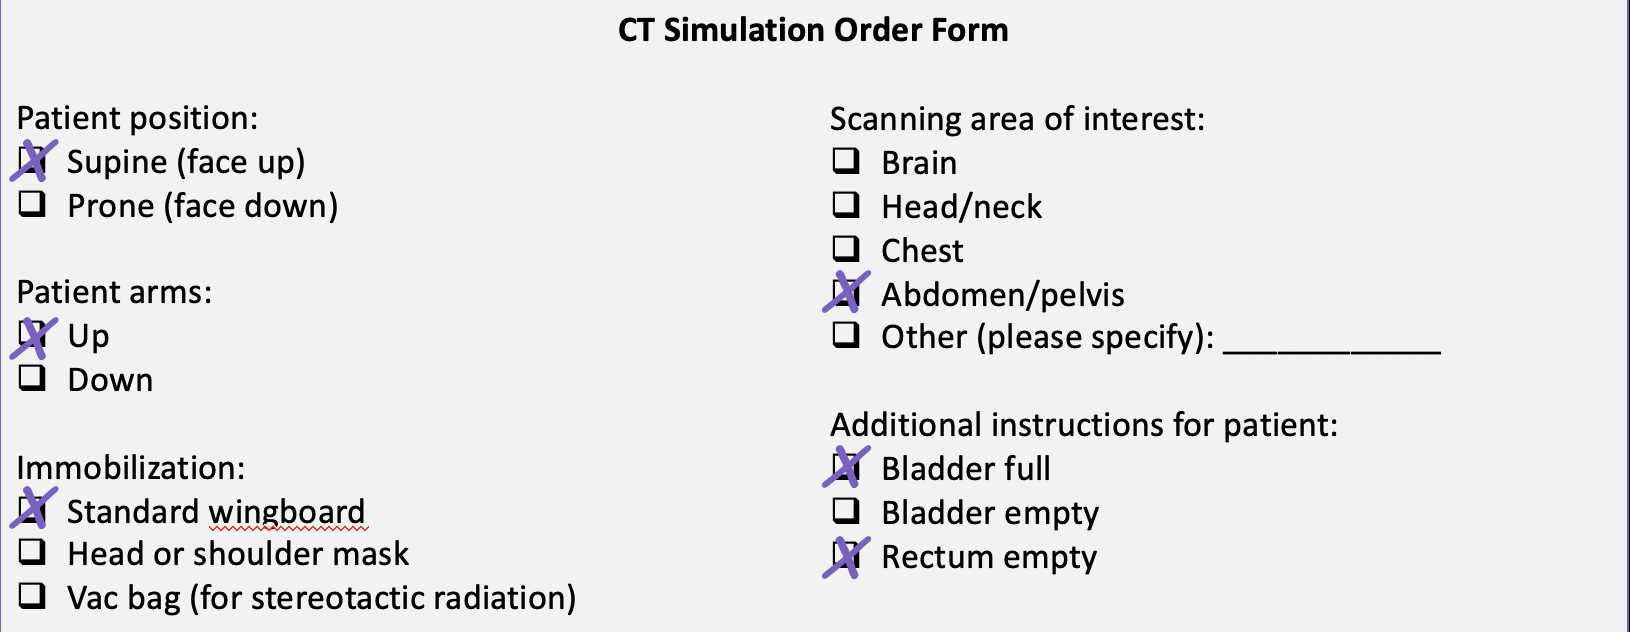 CT Simulation Order Form
Patient position:
Supine (face up)
Prone (face down)
Patient arms:
Up
Down
Immobilization:
Standard wingboard
Head or shoulder mask
Vac bag (for stereotactic radiation)
Scanning area of interest:
Brain
Head/neck
Chest
Abdomen/pelvis
Other (please specify): ____________
Additional instructions for patient:
Bladder full
Bladder empty
Rectum empty